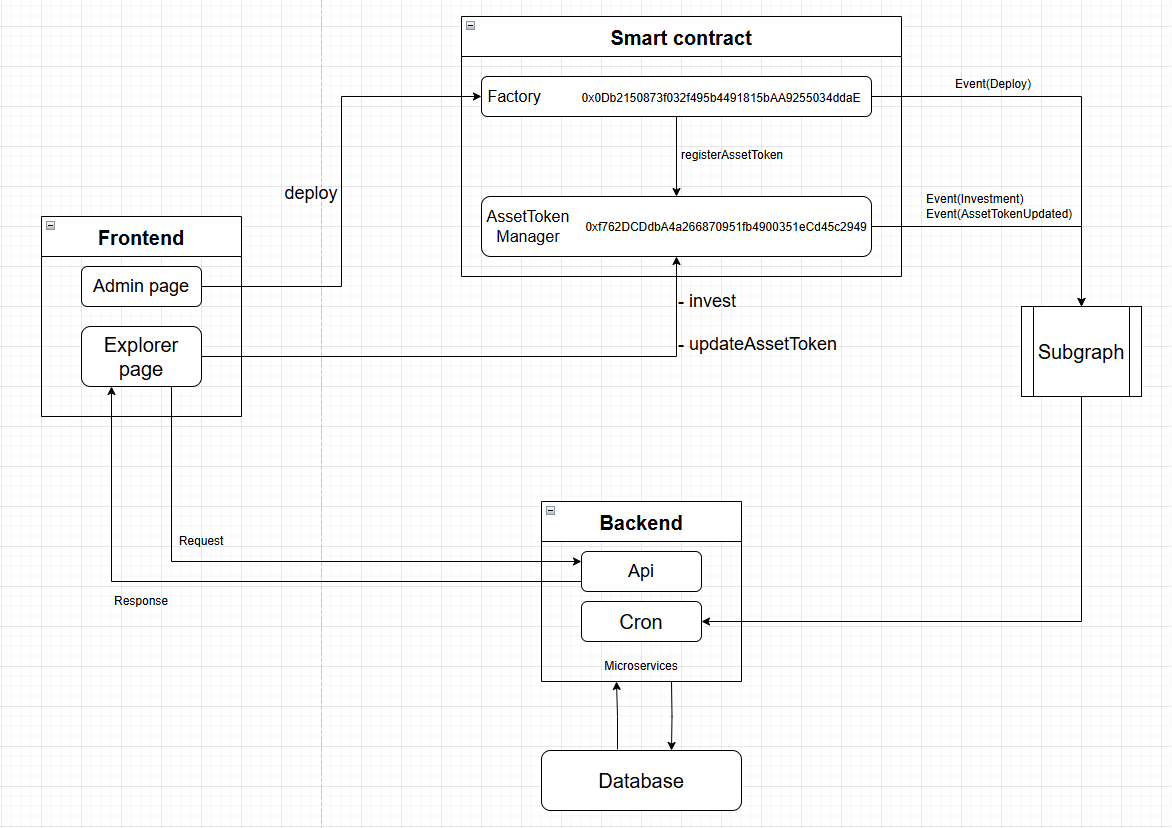 Smart contract
Factory 0x0Db2150873f032f495b4491815bAA9255034ddaE
Event(Deploy)
registerAssetToken
deploy
AssetToken
Manager
0xf762DCDdbA4a266870951fb4900351eCd45c2949
Event(Investment)
Event(AssetTokenUpdated)
Frontend
Admin page
- invest
Explorer
page
- updateAssetToken
Subgraph
Backend
Request
Api
Response
Cron
Microservices
Database